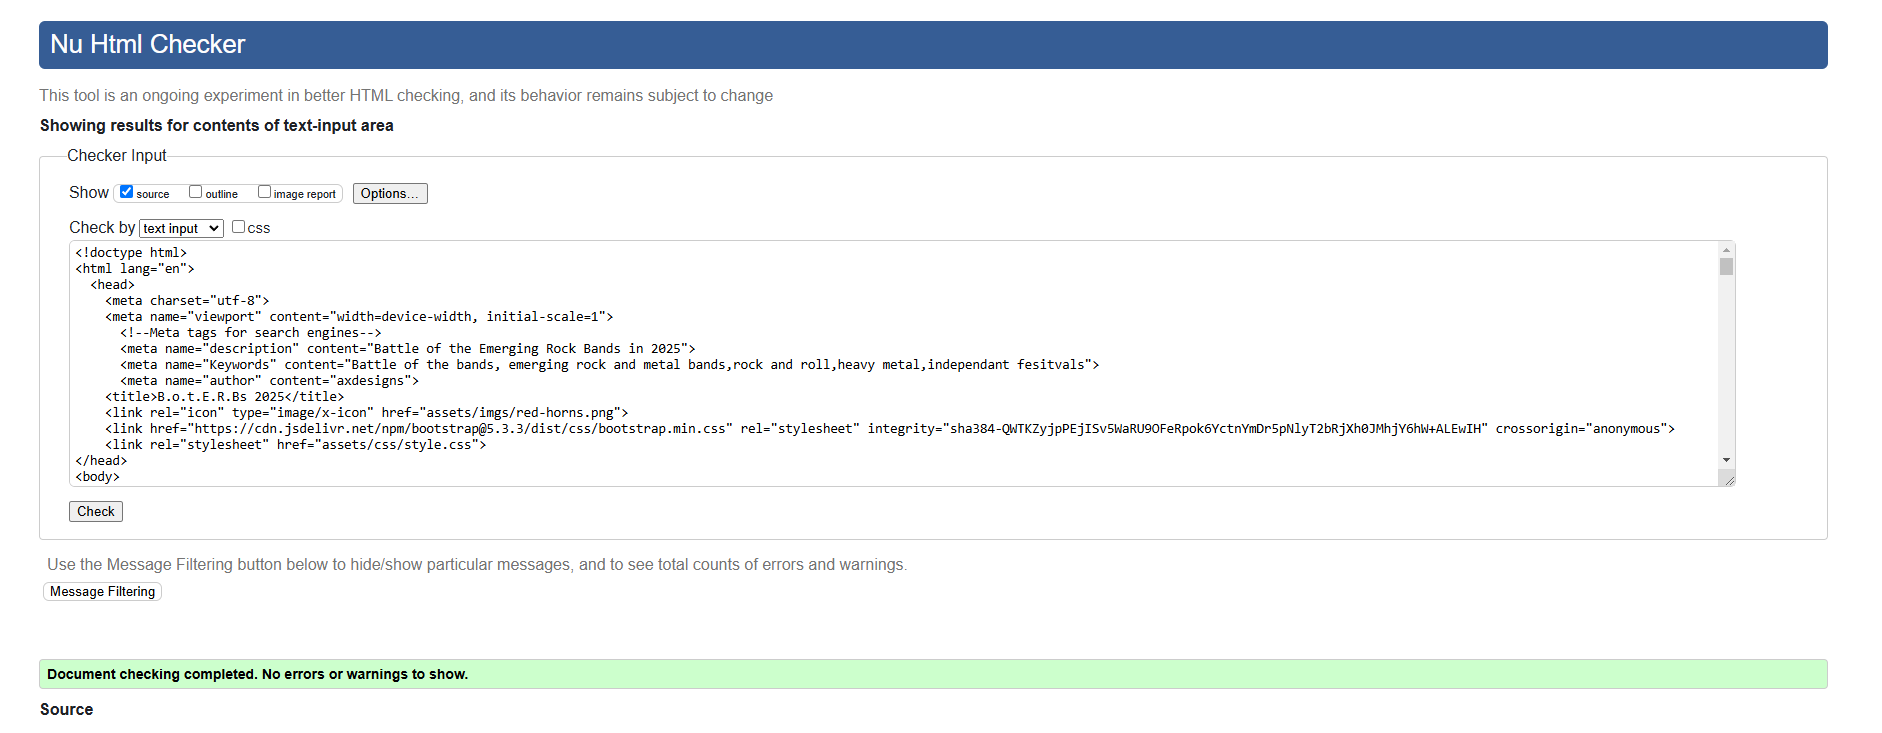 Nu Html Checker
This tool is an ongoing experiment in better HTML checking, and its behavior remains subject to change
Showing results for contents of text-input area
Checker Input
Show source outline image report Options...
Check by text input css
<!doctype html>
<html lang="en">
<head>
<meta charset="utf-8">
<meta name="viewport" content="width=device-width, initial-scale=1">
<!--Meta tags for search engines-->
<meta name="description" content="Battle of the Emerging Rock Bands in 2025">
<meta name="Keywords" content="Battle of the bands, emerging rock and metal bands,rock and roll,heavy metal,independant fesitvals">
<meta name="author" content="axdesigns">
<title>B.o.t.E.R.Bs 2025</title>
<link rel="icon" type="image/x-icon" href="assets/imgs/red-horns.png">
<link href="https://cdn.jsdelivr.net/npm/bootstrap@5.3.3/dist/css/bootstrap.min.css" rel="stylesheet" integrity="sha384-QWTKZyjpPEjISv5WaRU9OFeRpok6YctnYmDr5pNlyT2bRjXh0JMhjY6hW+ALEwIH" crossorigin="anonymous">
<link rel="stylesheet" href="assets/css/style.css">
</head>
<body>
Check
Use the Message Filtering button below to hide/show particular messages, and to see total counts of errors and warnings.
Message Filtering
Document checking completed. No errors or warnings to show.
Source